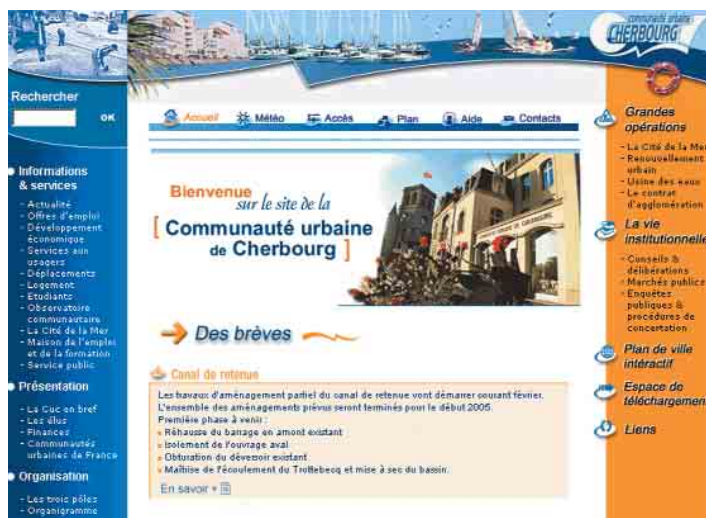 communauté urbaine
CHERBOURG
Rechercher
OK
Accueil
Météo
Accès
Plan
Aide
Contacts
Informations
& services
- Actualité
- Offres d'emploi
- Développement
économique
- Services aux
usagers
- Déplacements
- Logement
- Etudiants
- Observatoire
communautaire
- La Cité de la Mer
- Maison de l'emploi
et de la formation
- Service public
Présentation
- La Cuc en bref
- Les élus
- Finances
- Communautés
urbaines de France
Organisation
- Les trois pôles
- Organigramme
Bienvenue
sur le site de la
[ Communauté urbaine
de Cherbourg ]
Des brèves
Canal de retenue
Les travaux d'aménagement partiel du canal de retenue vont démarrer courant février.
L'ensemble des aménagements prévus seront terminés pour le début 2005.
Première phase à venir :
Réhausse du barrage en amont existant
Isolement de l'ouvrage aval
Obturation du déversoir existant
Maîtrise de l'écoulement du Trottebecq et mise à sec du bassin.
En savoir +
Grandes
opérations
- La Cité de la Mer
- Renouvellement
urbain
- Usine des eaux
- Le contrat
d'agglomération
La vie
institutionnelle
- Conseils &
délibérations
- Marchés publics
- Enquêtes
publiques &
procédures de
concertation
Plan de ville
intéractif
Espace de
téléchargement
Liens